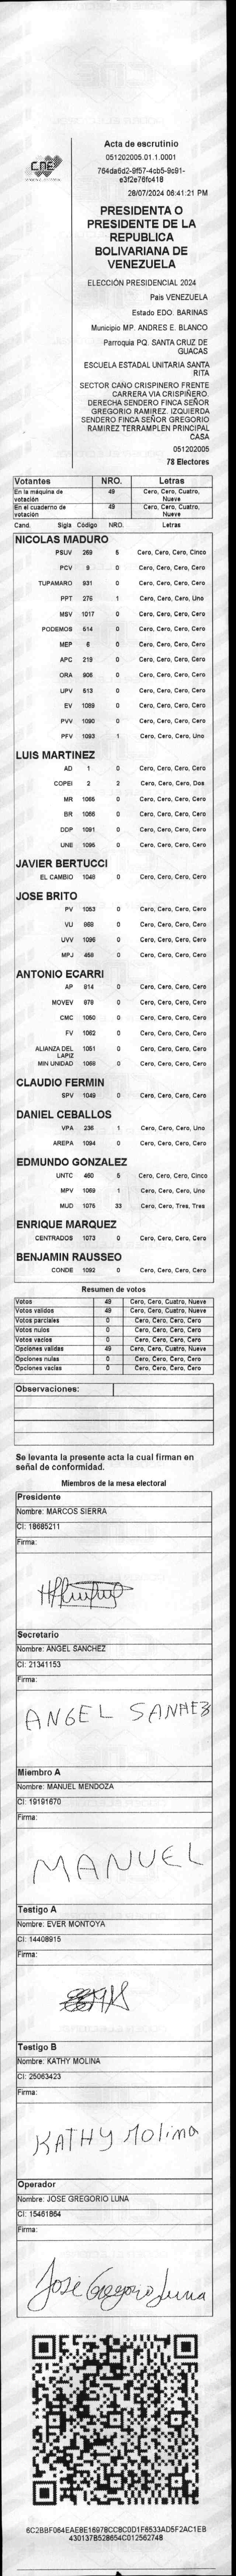 CNE
Acta de escrutinio
051202005.01.1.0001
764da6d2-9f57-4cb5-9c91-
e3f2e76fc418
28/07/2024 06:41:21 PM
PRESIDENTA O
PRESIDENTE DE LA
REPUBLICA
BOLIVARIANA DE
VENEZUELA
ELECCIÓN PRESIDENCIAL 2024
País VENEZUELA
Estado EDO. BARINAS
Municipio MP. ANDRES E. BLANCO
Parroquia PQ. SANTA CRUZ DE
GUACAS
ESCUELA ESTADAL UNITARIA SANTA
RITA
SECTOR CAÑO CRISPINERO FRENTE
CARRERA VIA CRISPIÑERO.
DERECHA SENDERO FINCA SEÑOR
GREGORIO RAMIREZ. IZQUIERDA
SENDERO FINCA SEÑOR GREGORIO
RAMIREZ TERRAMPLEN PRINCIPAL
CASA
051202005
78 Electores
Votantes NRO. Letras
En la máquina de votación 49 Cero, Cero, Cuatro, Nueve
En el cuaderno de votación 49 Cero, Cero, Cuatro, Nueve
Cand. Sigla Código NRO. Letras
NICOLAS MADURO
PSUV 269 5 Cero, Cero, Cero, Cinco
PCV 9 0 Cero, Cero, Cero, Cero
TUPAMARO 931 0 Cero, Cero, Cero, Cero
PPT 276 1 Cero, Cero, Cero, Uno
MSV 1017 0 Cero, Cero, Cero, Cero
PODEMOS 514 0 Cero, Cero, Cero, Cero
MEP 6 0 Cero, Cero, Cero, Cero
APC 219 0 Cero, Cero, Cero, Cero
ORA 906 0 Cero, Cero, Cero, Cero
UPV 513 0 Cero, Cero, Cero, Cero
EV 1089 0 Cero, Cero, Cero, Cero
PVV 1090 0 Cero, Cero, Cero, Cero
PFV 1093 1 Cero, Cero, Cero, Uno
LUIS MARTINEZ
AD 1 0 Cero, Cero, Cero, Cero
COPEI 2 2 Cero, Cero, Cero, Dos
MR 1066 0 Cero, Cero, Cero, Cero
BR 0 Cero, Cero, Cero, Cero
DDP 1091 0 Cero, Cero, Cero, Cero
UNE 1095 0 Cero, Cero, Cero, Cero
JAVIER BERTUCCI
EL CAMBIO 1048 0 Cero, Cero, Cero, Cero
JOSE BRITO
PV 1053 0 Cero, Cero, Cero, Cero
VU 869 0 Cero, Cero, Cero, Cero
UVV 1096 0 Cero, Cero, Cero, Cero
MPJ 458 0 Cero, Cero, Cero, Cero
ANTONIO ECARRI
AP 814 0 Cero, Cero, Cero, Cero
MOVEV 878 0 Cero, Cero, Cero, Cero
CMC 1050 0 Cero, Cero, Cero, Cero
FV 1062 0 Cero, Cero, Cero, Cero
ALIANZA DEL LAPIZ 1051 0 Cero, Cero, Cero, Cero
MIN UNIDAD 1068 0 Cero, Cero, Cero, Cero
CLAUDIO FERMIN
SPV 1049 0 Cero, Cero, Cero, Cero
DANIEL CEBALLOS
VPA 236 1 Cero, Cero, Cero, Uno
AREPA 1094 0 Cero, Cero, Cero, Cero
EDMUNDO GONZALEZ
UNTC 460 5 Cero, Cero, Cero, Cinco
MPV 1069 1 Cero, Cero, Cero, Uno
MUD 1075 33 Cero, Cero, Tres, Tres
ENRIQUE MARQUEZ
CENTRADOS 1073 0 Cero, Cero, Cero, Cero
BENJAMIN RAUSSEO
CONDE 1092 0 Cero, Cero, Cero, Cero
Resumen de votos
Votos 49 Cero, Cero, Cuatro, Nueve
Votos validos 49 Cero, Cero, Cuatro, Nueve
Votos parciales 0 Cero, Cero, Cero, Cero
Votos nulos 0 Cero, Cero, Cero, Cero
Votos vacios 0 Cero, Cero, Cero, Cero
Opciones validas 49 Cero, Cero, Cuatro, Nueve
Opciones nulas 0 Cero, Cero, Cero, Cero
Opciones vacias 0 Cero, Cero, Cero, Cero
Observaciones:
Se levanta la presente acta la cual firman en
señal de conformidad.
Miembros de la mesa electoral
Presidente
Nombre: MARCOS SIERRA
CI: 18685211
Firma:
Secretario
Nombre: ANGEL SANCHEZ
CI: 21341153
Firma:
ANGEL SANHEZ
Miembro A
Nombre: MANUEL MENDOZA
CI: 19191670
Firma:
MANUEL
Testigo A
Nombre: EVER MONTOYA
CI: 14408915
Firma:
Testigo B
Nombre: KATHY MOLINA
CI: 25063423
Firma:
KATHY Molina
Operador
Nombre: JOSE GREGORIO LUNA
CI: 15461864
Firma:
José Gregorio Luna
6C2BBF064EAE8E16978CC8C0D1F6533AD5F2AC1EB
430137B528654C012562748